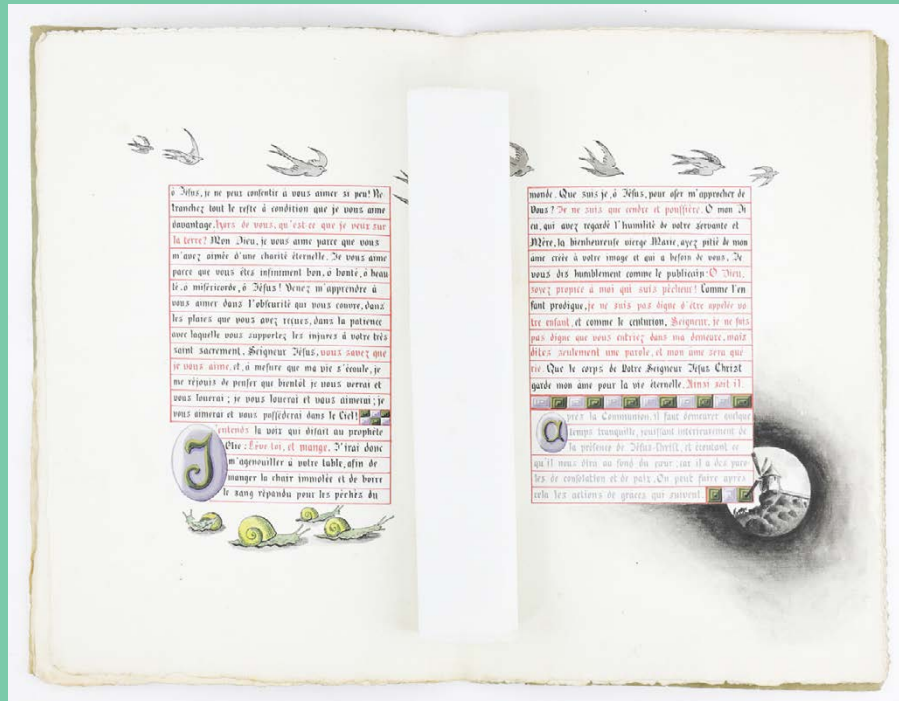 ô Jésus, je ne peux consentir à vous aimer si peu! Re
tranchez tout le reste à condition que je vous aime
davantage. Hors de vous, qu'est-ce que je veux sur
la terre? Mon Dieu, je vous aime parce que vous
m'avez aimée d'une charité éternelle. Je vous aime
parce que vous êtes infiniment bon, ô bonté, ô beau
té, ô miséricorde, ô Jésus! Venez m'apprendre à
vous aimer dans l'obscurité qui vous couvre, dans
les plaies que vous avez reçues, dans la patience
avec laquelle vous supportez les injures à votre très
saint sacrement. Seigneur Jésus, vous savez que
je vous aime, et, à mesure que ma vie s'écoule, je
me réjouis de penser que bientôt je vous verrai et
vous louerai; je vous louerai et vous aimerai; je
vous aimerai et vous posséderai dans le Ciel!
J'entends la voix qui disait au prophète
Elie: Lève toi, et mange. J'irai donc
m'agenouiller à votre table, afin de
manger la chair immolée et de boire
le sang répandu pour les péchés du
monde. Que suis je, ô Jésus, pour oser m'approcher de
Vous? Je ne suis que cendre et poussière. O mon Di
eu, qui avez regardé l'humilité de votre servante et
Mère, la bienheureuse vierge Marie, ayez pitié de mon
ame créée à votre image et qui a besoin de vous. Je
vous dis humblement comme le publicain: O Dieu,
soyez propice à moi qui suis pécheur! Comme l'en
fant prodigue, je ne suis pas digne d'être appelée vo
tre enfant, et comme le centurion, Seigneur, je ne suis
pas digne que vous entriez dans ma demeure, mais
dites seulement une parole, et mon ame sera gué
rie. Que le corps de Notre Seigneur Jésus Christ
garde mon âme pour la vie éternelle. Ainsi soit il.
Après la Communion, il faut demeurer quelque
temps tranquille, jouissant intérieurement de
la présence de Jésus-Christ, et écoutant ce
qu'il nous dira au fond du cœur; car il a des paro
les de consolation et de paix. On peut faire après
cela les actions de graces qui suivent.